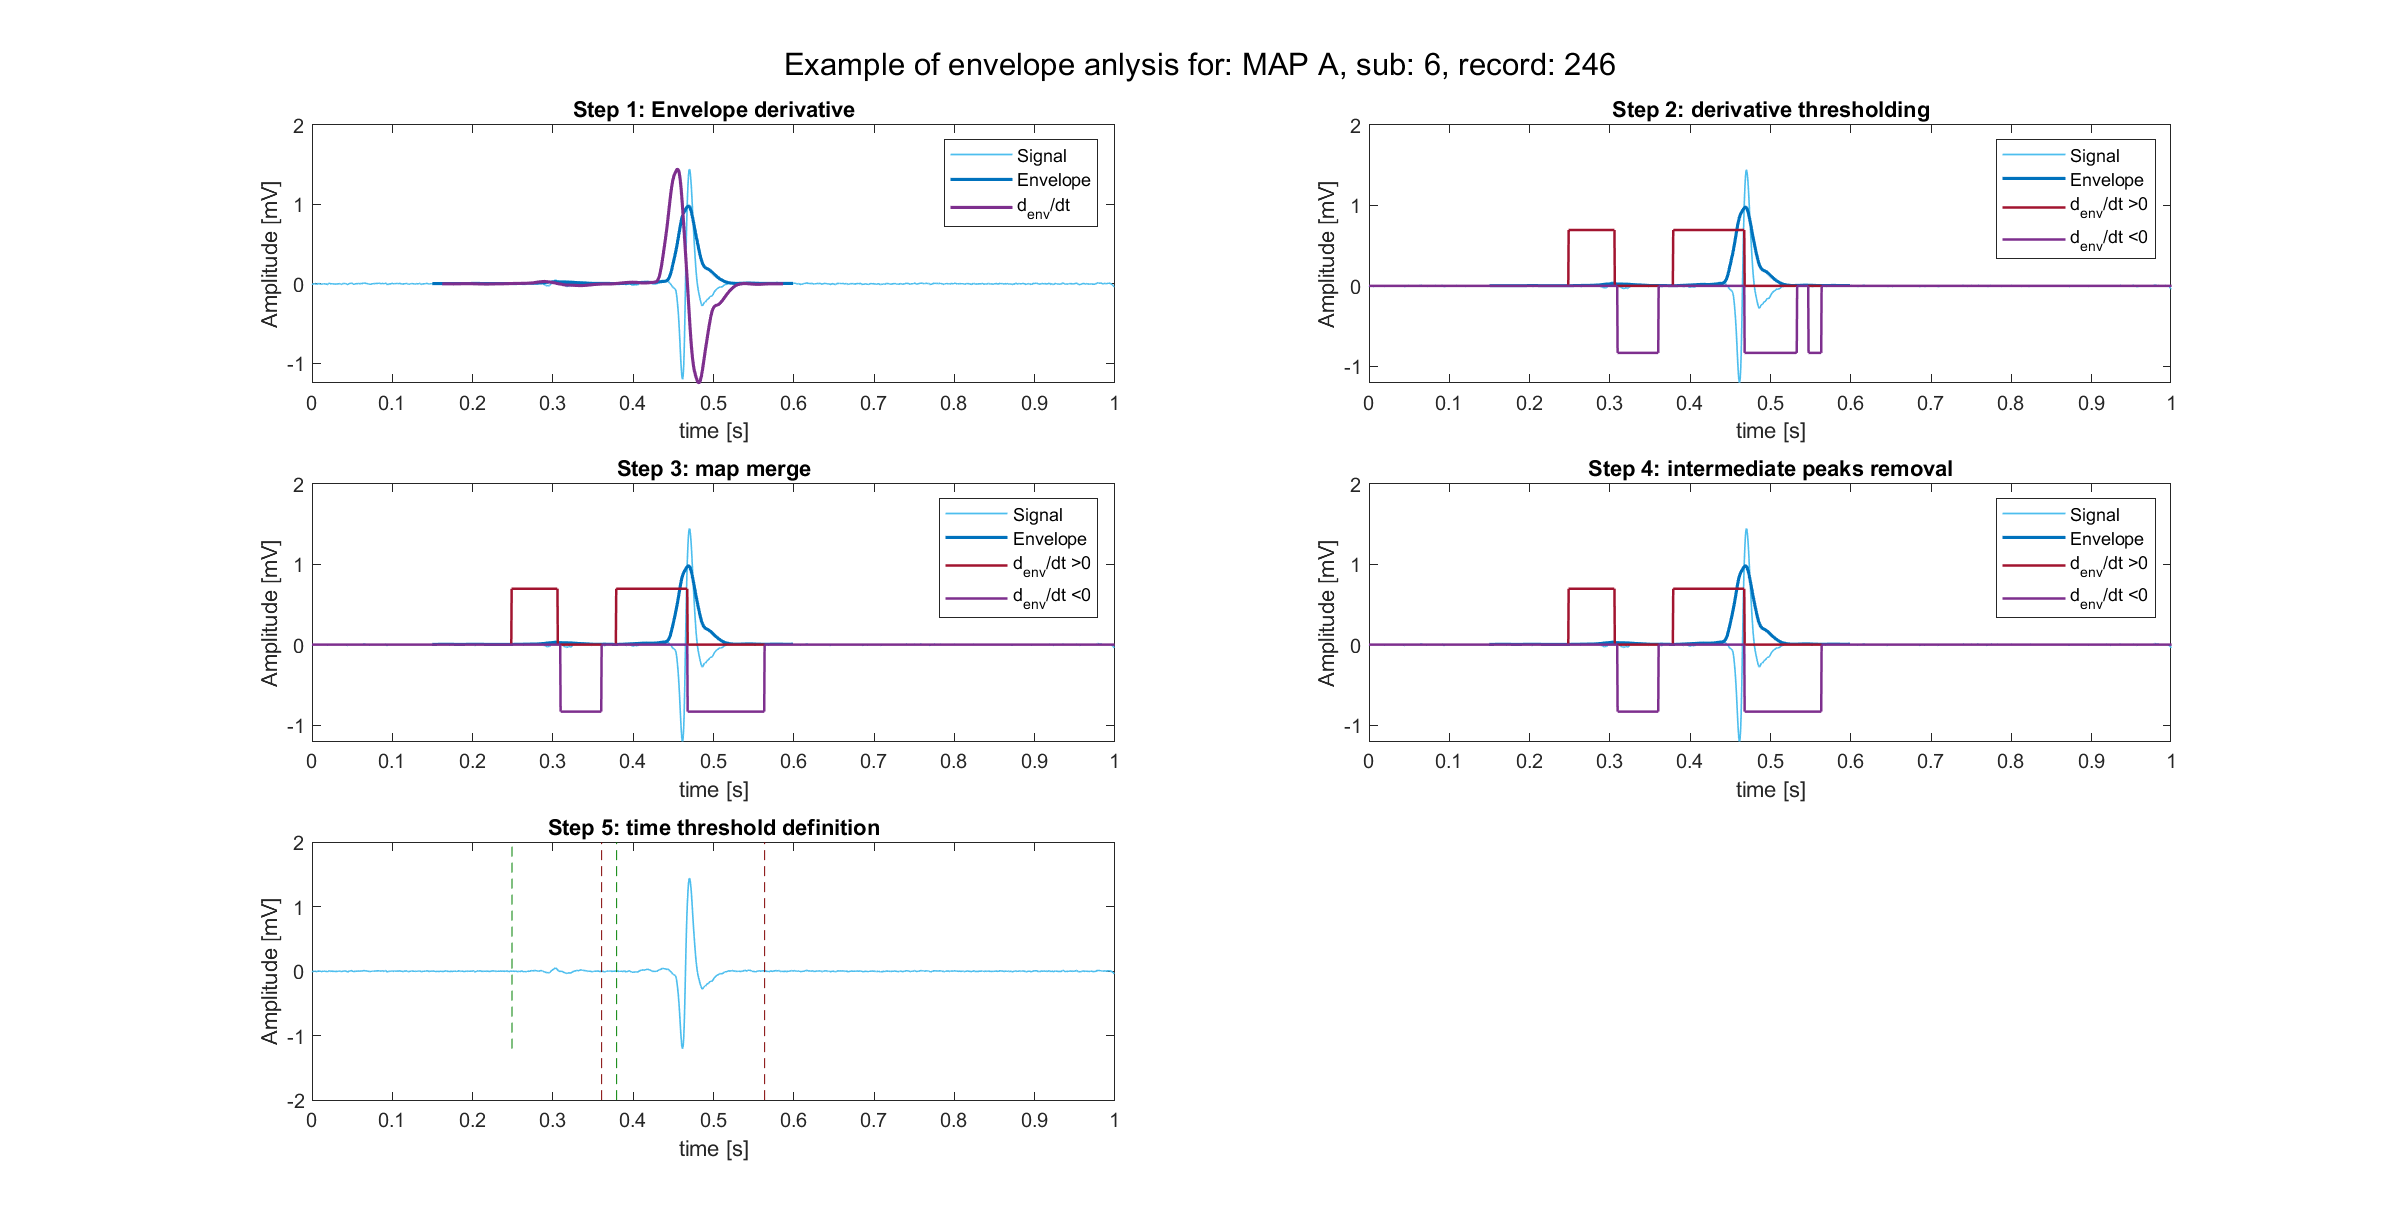 Example of envelope anlysis for: MAP A, sub: 6, record: 246
Step 1: Envelope derivative
2
1
0
-1
Amplitude [mV]
0 0.1 0.2 0.3 0.4 0.5 0.6 0.7 0.8 0.9 1
time [s]
Signal
Envelope
d_env/dt
Step 2: derivative thresholding
2
1
0
-1
Amplitude [mV]
0 0.1 0.2 0.3 0.4 0.5 0.6 0.7 0.8 0.9 1
time [s]
Signal
Envelope
d_env/dt >0
d_env/dt <0
Step 3: map merge
2
1
0
-1
Amplitude [mV]
0 0.1 0.2 0.3 0.4 0.5 0.6 0.7 0.8 0.9 1
time [s]
Signal
Envelope
d_env/dt >0
d_env/dt <0
Step 4: intermediate peaks removal
2
1
0
-1
Amplitude [mV]
0 0.1 0.2 0.3 0.4 0.5 0.6 0.7 0.8 0.9 1
time [s]
Signal
Envelope
d_env/dt >0
d_env/dt <0
Step 5: time threshold definition
2
1
0
-1
-2
Amplitude [mV]
0 0.1 0.2 0.3 0.4 0.5 0.6 0.7 0.8 0.9 1
time [s]